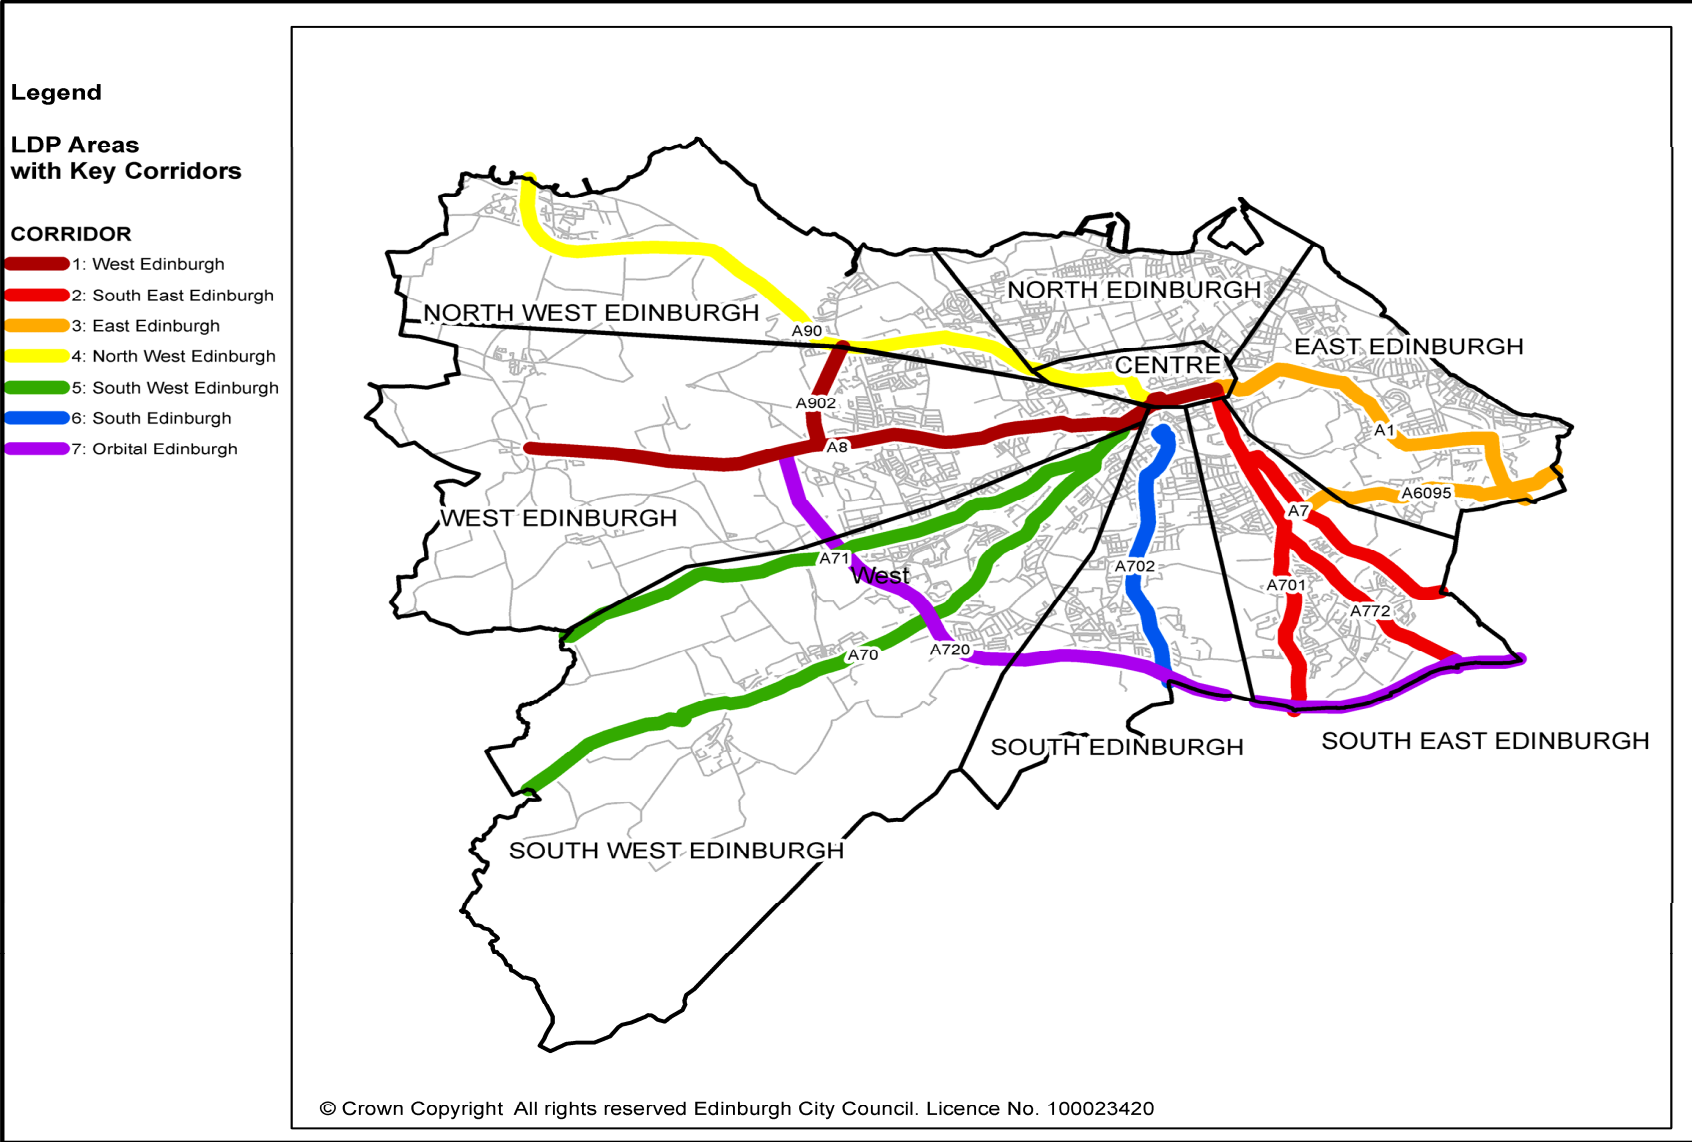 Legend
LDP Areas
with Key Corridors
CORRIDOR
1: West Edinburgh
2: South East Edinburgh
3: East Edinburgh
4: North West Edinburgh
5: South West Edinburgh
6: South Edinburgh
7: Orbital Edinburgh
NORTH EDINBURGH
NORTH WEST EDINBURGH
A90
EAST EDINBURGH
CENTRE
A902
A1
A8
A6095
A7
WEST EDINBURGH
A71
A702
West
A701
A772
A720
A70
SOUTH EDINBURGH
SOUTH EAST EDINBURGH
SOUTH WEST EDINBURGH
© Crown Copyright All rights reserved Edinburgh City Council. Licence No. 100023420